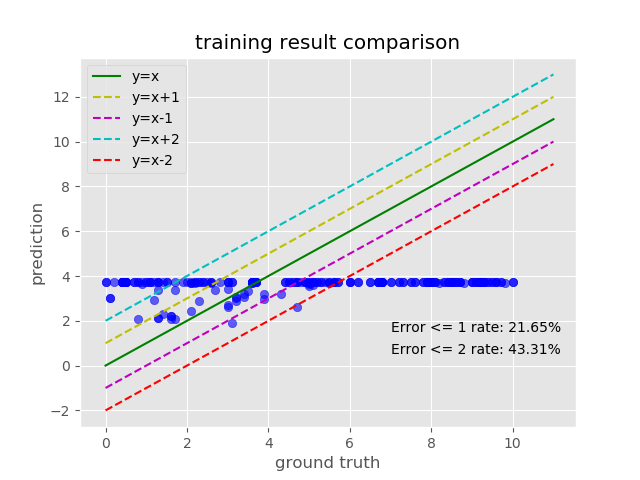 training result comparison
y=x
y=x+1
y=x-1
y=x+2
y=x-2
prediction
12
10
8
6
4
2
0
−2
Error <= 1 rate: 21.65%
Error <= 2 rate: 43.31%
0 2 4 6 8 10
ground truth